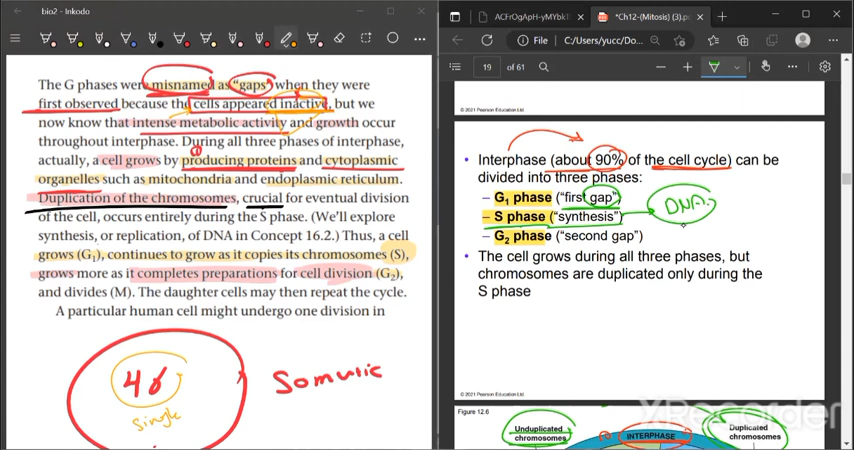 bio2 - Inkodo
ACFrOgApH-yMYbkT
*Ch12-(Mitosis) (3).p
File
C:/Users/yucc/Do...
19 of 61
The G phases were misnamed as "gaps" when they were
first observed because the cells appeared inactive, but we
now know that intense metabolic activity and growth occur
throughout interphase. During all three phases of interphase,
actually, a cell grows by producing proteins and cytoplasmic
organelles such as mitochondria and endoplasmic reticulum.
Duplication of the chromosomes, crucial for eventual division
of the cell, occurs entirely during the S phase. (We'll explore
synthesis, or replication, of DNA in Concept 16.2.) Thus, a cell
grows (G1), continues to grow as it copies its chromosomes (S),
grows more as it completes preparations for cell division (G2),
and divides (M). The daughter cells may then repeat the cycle.
A particular human cell might undergo one division in
46
single
Somutic
©2021 Pearson Education Ltd.
Interphase (about 90% of the cell cycle) can be
divided into three phases:
– G1 phase ("first gap")
– S phase ("synthesis")
DNA
– G2 phase ("second gap")
• The cell grows during all three phases, but
chromosomes are duplicated only during the
S phase
©2021 Pearson Education Ltd.
XRecorder
Figure 12.6
Unduplicated
chromosomes
INTERPHASE
Duplicated
chromosomes